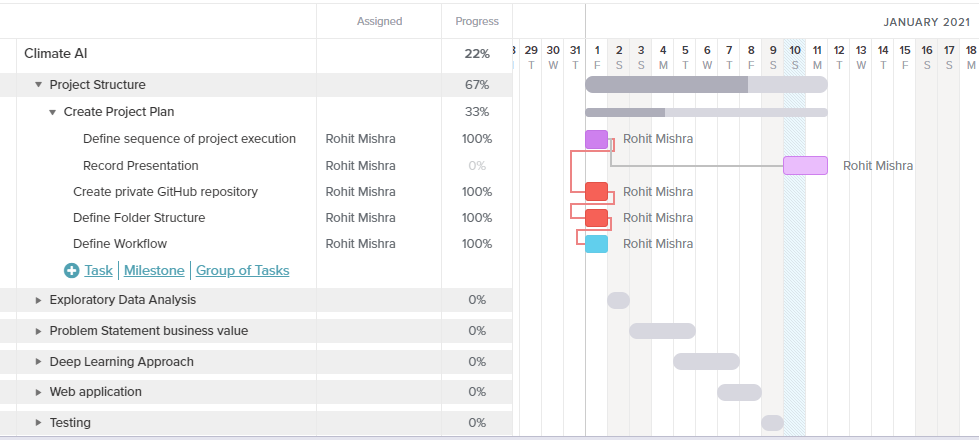 Assigned Progress JANUARY 2021
Climate AI 22% 29 30 31 1 2 3 4 5 6 7 8 9 10 11 12 13 14 15 16 17 18
T W T F S S M T W T F S S M T W T F S S M
Project Structure 67%
Create Project Plan 33%
Define sequence of project execution Rohit Mishra 100% Rohit Mishra
Record Presentation Rohit Mishra 0% Rohit Mishra
Create private GitHub repository Rohit Mishra 100% Rohit Mishra
Define Folder Structure Rohit Mishra 100% Rohit Mishra
Define Workflow Rohit Mishra 100% Rohit Mishra
Task Milestone Group of Tasks
Exploratory Data Analysis 0%
Problem Statement business value 0%
Deep Learning Approach 0%
Web application 0%
Testing 0%